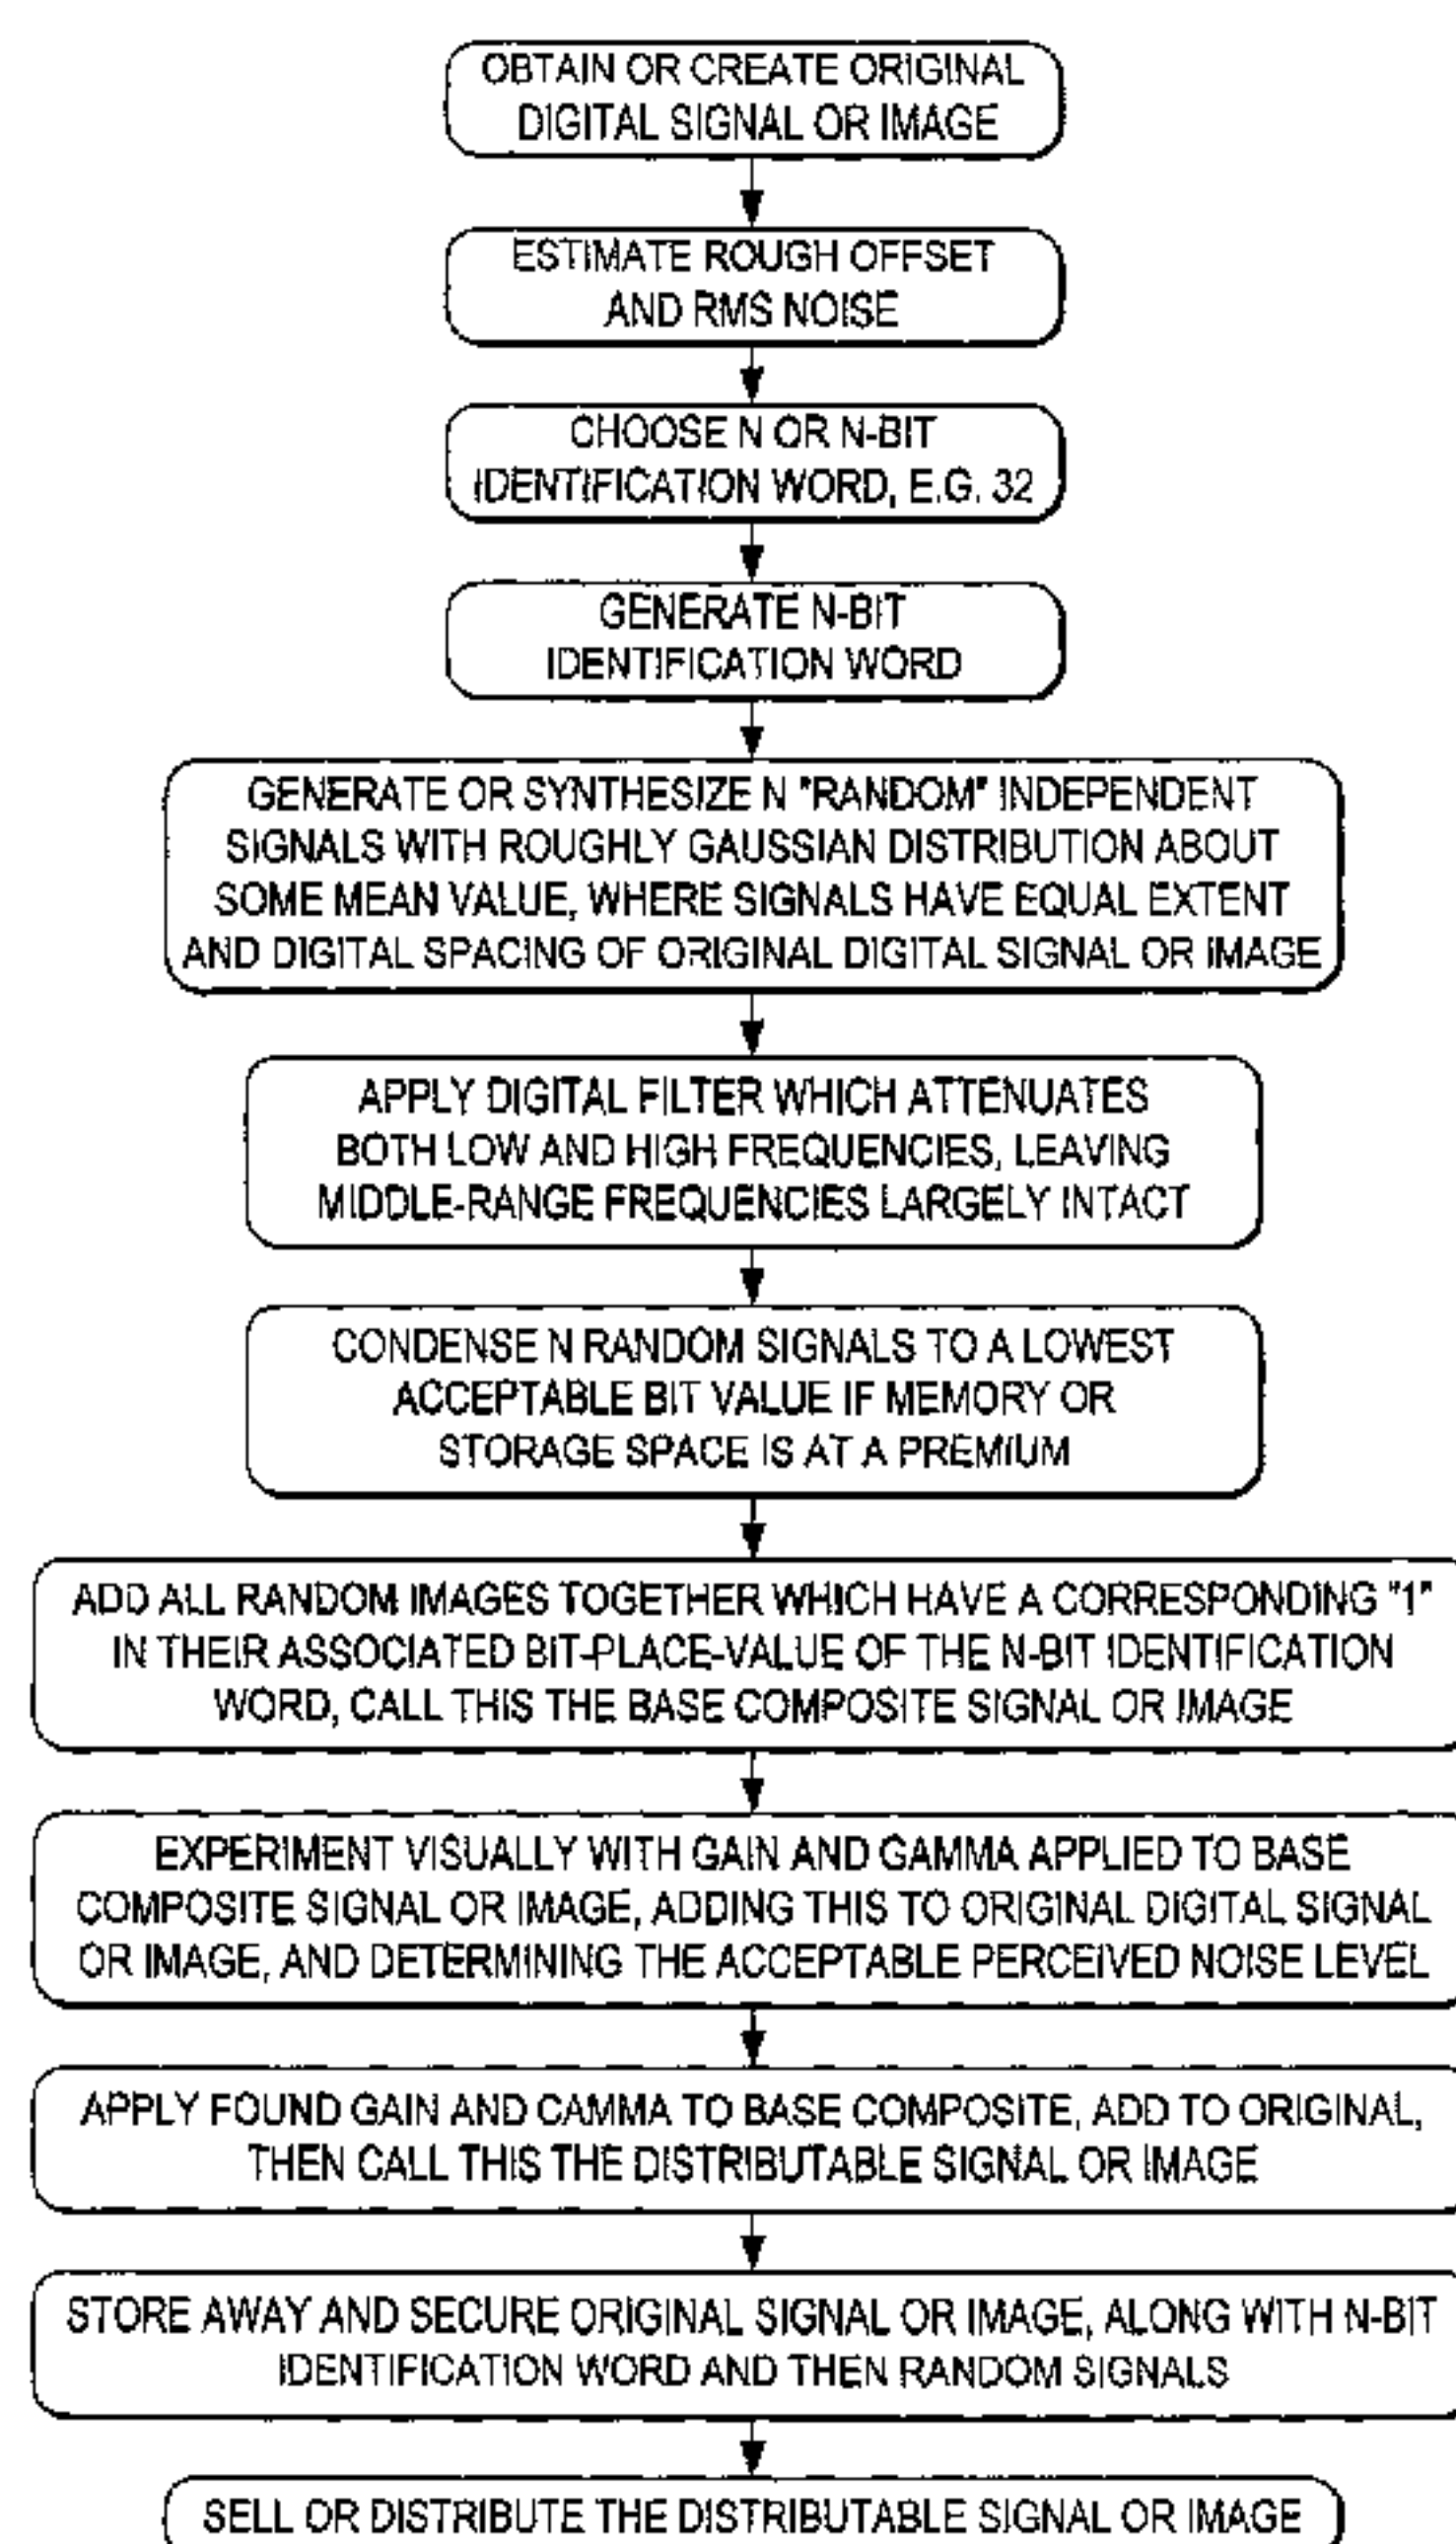 OBTAIN OR CREATE ORIGINAL
DIGITAL SIGNAL OR IMAGE
ESTIMATE ROUGH OFFSET
AND RMS NOISE
CHOOSE N OR N-BIT
IDENTIFICATION WORD, E.G. 32
GENERATE N-BIT
IDENTIFICATION WORD
GENERATE OR SYNTHESIZE N "RANDOM" INDEPENDENT
SIGNALS WITH ROUGHLY GAUSSIAN DISTRIBUTION ABOUT
SOME MEAN VALUE, WHERE SIGNALS HAVE EQUAL EXTENT
AND DIGITAL SPACING OF ORIGINAL DIGITAL SIGNAL OR IMAGE
APPLY DIGITAL FILTER WHICH ATTENUATES
BOTH LOW AND HIGH FREQUENCIES, LEAVING
MIDDLE-RANGE FREQUENCIES LARGELY INTACT
CONDENSE N RANDOM SIGNALS TO A LOWEST
ACCEPTABLE BIT VALUE IF MEMORY OR
STORAGE SPACE IS AT A PREMIUM
ADD ALL RANDOM IMAGES TOGETHER WHICH HAVE A CORRESPONDING "1"
IN THEIR ASSOCIATED BIT-PLACE-VALUE OF THE N-BIT IDENTIFICATION
WORD, CALL THIS THE BASE COMPOSITE SIGNAL OR IMAGE
EXPERIMENT VISUALLY WITH GAIN AND GAMMA APPLIED TO BASE
COMPOSITE SIGNAL OR IMAGE, ADDING THIS TO ORIGINAL DIGITAL SIGNAL
OR IMAGE, AND DETERMINING THE ACCEPTABLE PERCEIVED NOISE LEVEL
APPLY FOUND GAIN AND CAMMA TO BASE COMPOSITE, ADD TO ORIGINAL,
THEN CALL THIS THE DISTRIBUTABLE SIGNAL OR IMAGE
STORE AWAY AND SECURE ORIGINAL SIGNAL OR IMAGE, ALONG WITH N-BIT
IDENTIFICATION WORD AND THEN RANDOM SIGNALS
SELL OR DISTRIBUTE THE DISTRIBUTABLE SIGNAL OR IMAGE